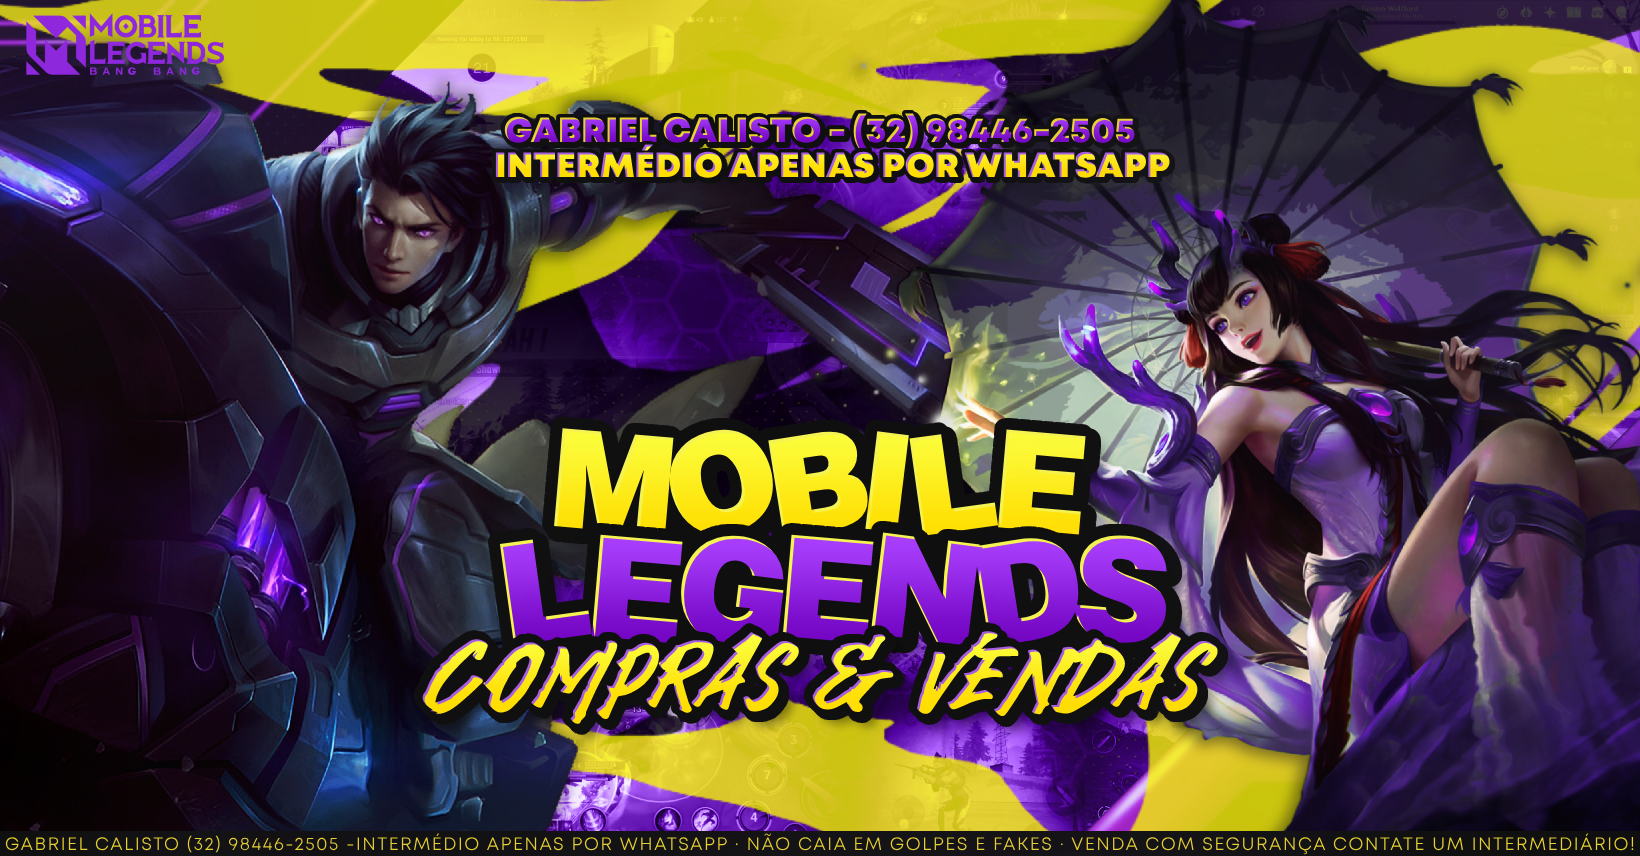 MOBILE
LEGENDS
BANG BANG
GABRIEL CALISTO - (32) 98446-2505
INTERMÉDIO APENAS POR WHATSAPP
MOBILE
LEGENDS
COMPRAS & VENDAS
GABRIEL CALISTO (32) 98446-2505 -INTERMÉDIO APENAS POR WHATSAPP · NÃO CAIA EM GOLPES E FAKES · VENDA COM SEGURANÇA CONTATE UM INTERMEDIÁRIO!